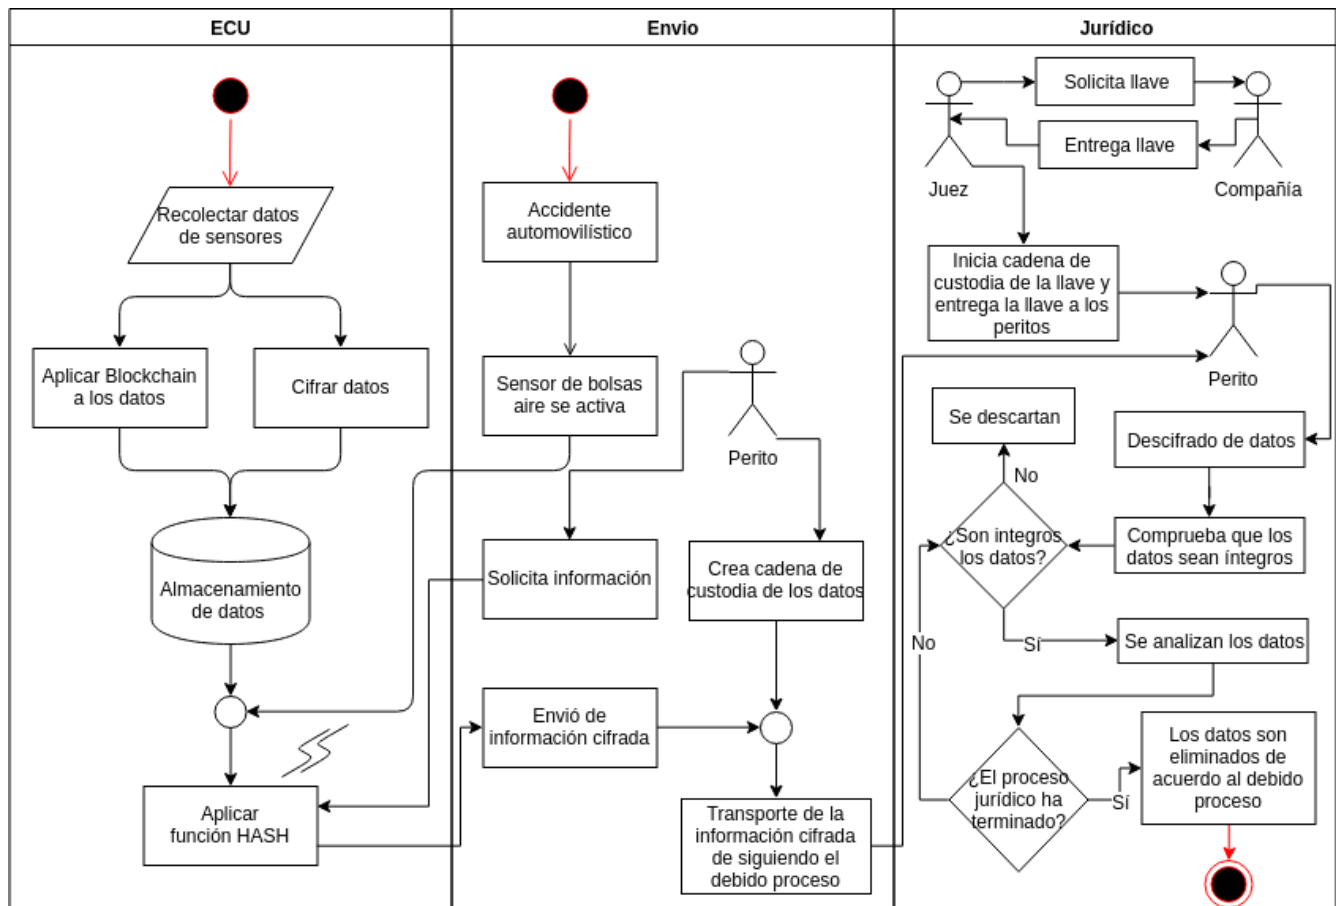 ECU
Envio
Jurídico
Recolectar datos
de sensores
Aplicar Blockchain
a los datos
Cifrar datos
Almacenamiento
de datos
Aplicar
función HASH
Accidente
automovilístico
Sensor de bolsas
aire se activa
Perito
Solicita información
Crea cadena de
custodia de los datos
Envió de
información cifrada
Transporte de la
información cifrada
de siguiendo el
debido proceso
Solicita llave
Entrega llave
Juez
Compañía
Inicia cadena de
custodia de la llave y
entrega la llave a los
peritos
Perito
Se descartan
Descifrado de datos
No
¿Son integros
los datos?
Comprueba que los
datos sean íntegros
No
Sí
Se analizan los datos
¿El proceso
jurídico ha
terminado?
Sí
Los datos son
eliminados de
acuerdo al debido
proceso